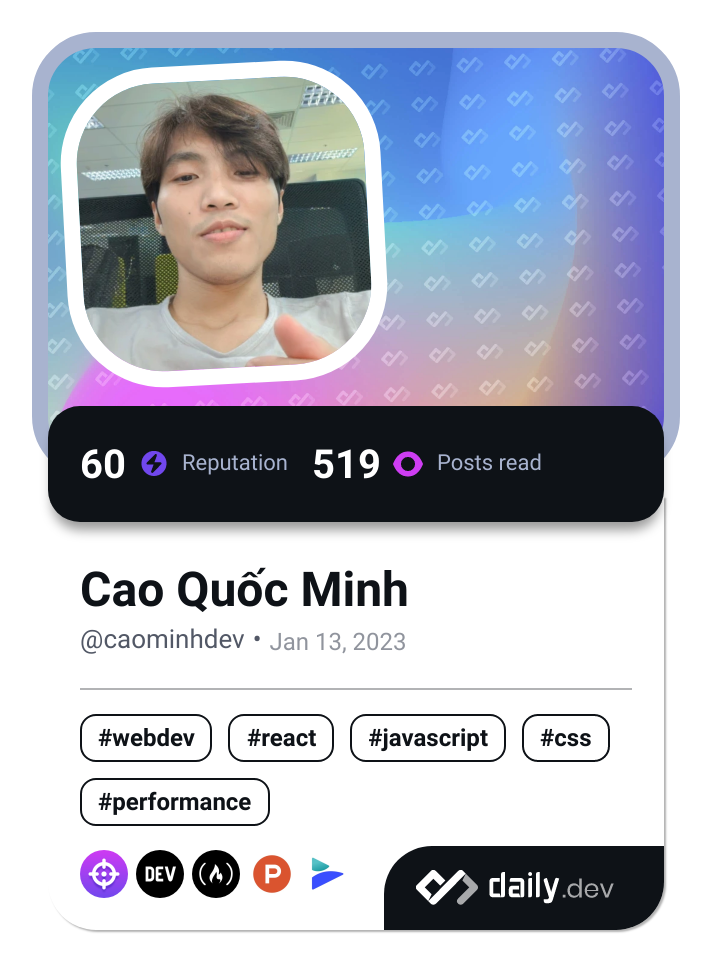 60 Reputation 519 Posts read
Cao Quốc Minh
@caominhdev • Jan 13, 2023
#webdev #react #javascript #css
#performance
DEV P daily.dev